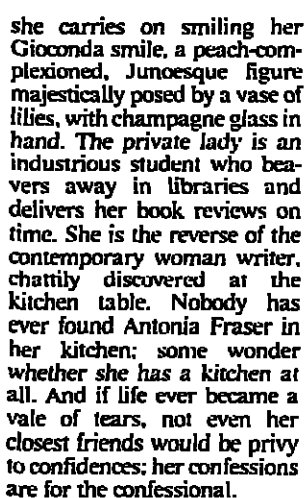 she carries on smiling her
Gioconda smile, a peach-com-
plexioned, Junoesque figure
majestically posed by a vase of
lilies, with champagne glass in
hand. The private lady is an
industrious student who bea-
vers away in libraries and
delivers her book reviews on
time. She is the reverse of the
contemporary woman writer,
chattily discovered at the
kitchen table. Nobody has
ever found Antonia Fraser in
her kitchen; some wonder
whether she has a kitchen at
all. And if life ever became a
vale of tears, not even her
closest friends would be privy
to confidences; her confessions
are for the confessional.